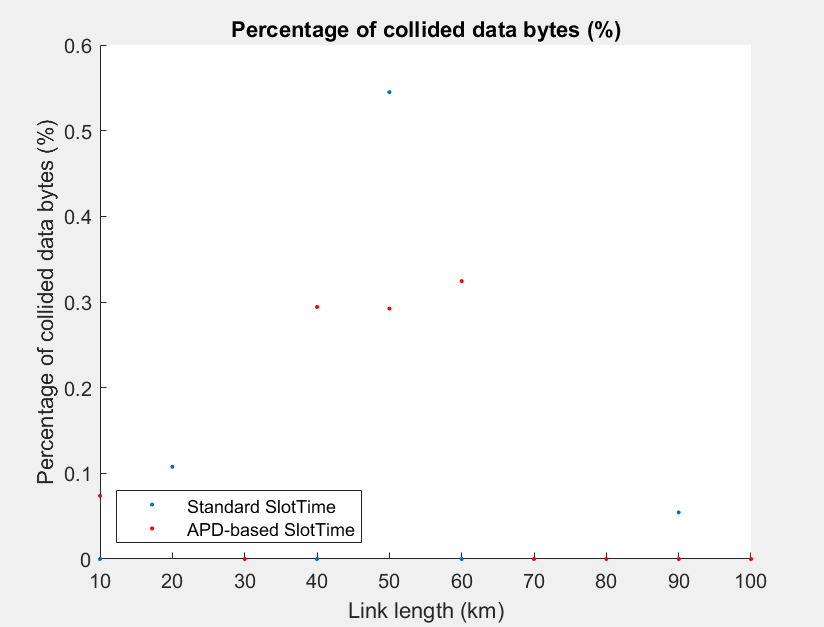 Percentage of collided data bytes (%)
Percentage of collided data bytes (%)
0.6
0.5
0.4
0.3
0.2
0.1
0
Standard SlotTime
APD-based SlotTime
10 20 30 40 50 60 70 80 90 100
Link length (km)